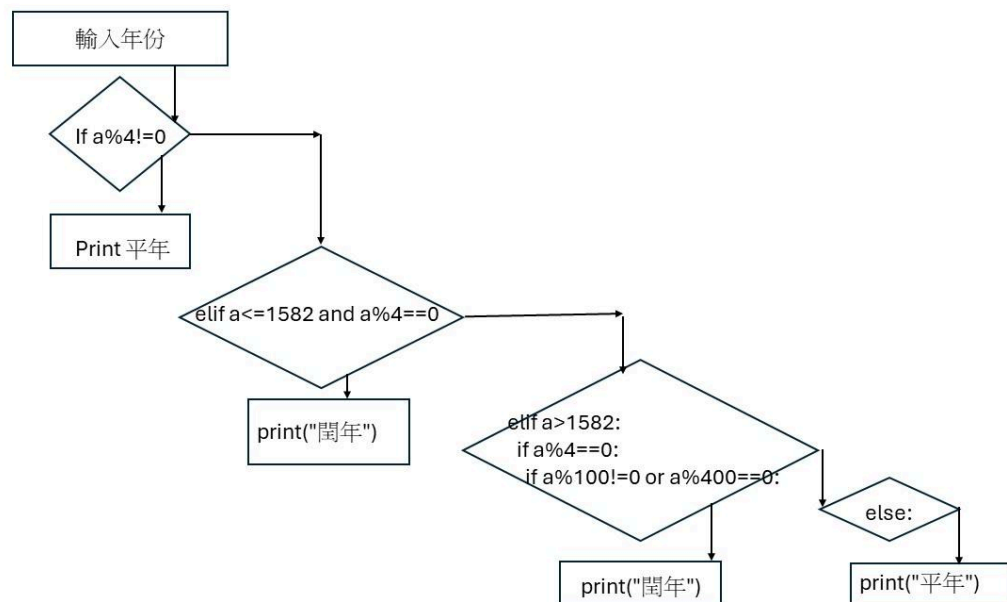 輸入年份
If a%4!=0
Print 平年
elif a<=1582 and a%4==0
print("閏年")
elif a>1582:
if a%4==0:
if a%100!=0 or a%400==0:
else:
print("閏年")
print("平年")